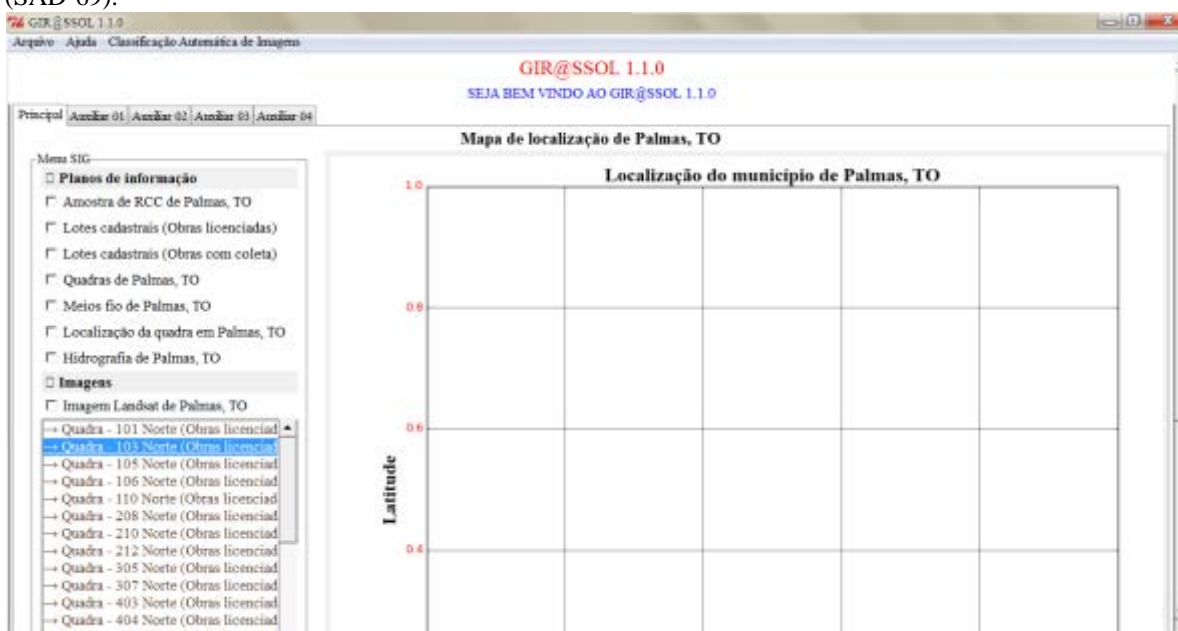 (SAD-69).
GIR@SSOL 1.1.0
Arquivo Ajuda Classificação Automática de Imagens
GIR@SSOL 1.1.0
SEJA BEM VINDO AO GIR@SSOL 1.1.0
Principal Auxiliar 01 Auxiliar 02 Auxiliar 03 Auxiliar 04
Mapa de localização de Palmas, TO
Menu SIG
Planos de informação
Amostra de RCC de Palmas, TO
Lotes cadastrais (Obras licenciadas)
Lotes cadastrais (Obras com coleta)
Quadras de Palmas, TO
Meios fio de Palmas, TO
Localização da quadra em Palmas, TO
Hidrografia de Palmas, TO
Imagens
Imagem Landsat de Palmas, TO
→ Quadra - 101 Norte (Obras licenciad
→ Quadra - 103 Norte (Obras licenciad
→ Quadra - 105 Norte (Obras licenciad
→ Quadra - 106 Norte (Obras licenciad
→ Quadra - 110 Norte (Obras licenciad
→ Quadra - 208 Norte (Obras licenciad
→ Quadra - 210 Norte (Obras licenciad
→ Quadra - 212 Norte (Obras licenciad
→ Quadra - 305 Norte (Obras licenciad
→ Quadra - 307 Norte (Obras licenciad
→ Quadra - 403 Norte (Obras licenciad
→ Quadra - 404 Norte (Obras licenciad
Localização do município de Palmas, TO
1.0
0.8
0.6
0.4
Latitude